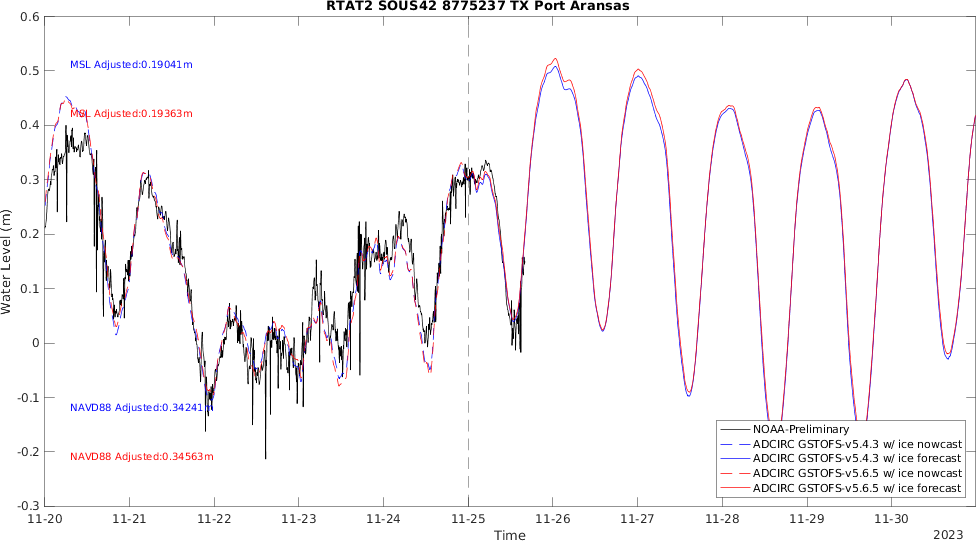 RTAT2 SOUS42 8775237 TX Port Aransas
0.6
0.5
0.4
0.3
0.2
0.1
0
-0.1
-0.2
-0.3
Water Level (m)
MSL Adjusted:0.19041m
MSL Adjusted:0.19363m
NAVD88 Adjusted:0.34241m
NAVD88 Adjusted:0.34563m
NOAA-Preliminary
ADCIRC GSTOFS-v5.4.3 w/ ice nowcast
ADCIRC GSTOFS-v5.4.3 w/ ice forecast
ADCIRC GSTOFS-v5.6.5 w/ ice nowcast
ADCIRC GSTOFS-v5.6.5 w/ ice forecast
11-20 11-21 11-22 11-23 11-24 11-25 11-26 11-27 11-28 11-29 11-30
Time
2023